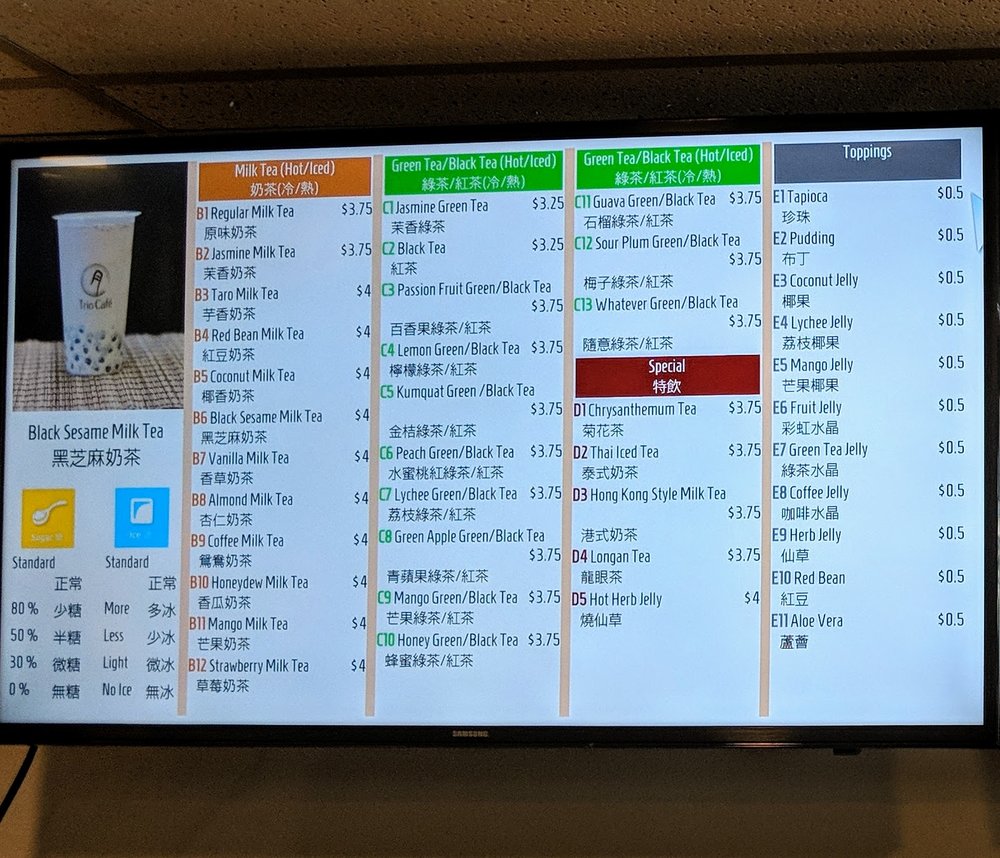 Trio Café
Black Sesame Milk Tea
黑芝麻奶茶
Standard
正常
80% 少糖
50% 半糖
30% 微糖
0% 無糖
Standard
正常
More 多冰
Less 少冰
Light 微冰
No Ice 無冰
Milk Tea (Hot/Iced)
奶茶(冷/熱)
B1 Regular Milk Tea $3.75
原味奶茶
B2 Jasmine Milk Tea $3.75
茉香奶茶
B3 Taro Milk Tea $4
芋香奶茶
B4 Red Bean Milk Tea $4
紅豆奶茶
B5 Coconut Milk Tea $4
椰香奶茶
B6 Black Sesame Milk Tea $4
黑芝麻奶茶
B7 Vanilla Milk Tea $4
香草奶茶
B8 Almond Milk Tea $4
杏仁奶茶
B9 Coffee Milk Tea $4
鴛鴦奶茶
B10 Honeydew Milk Tea $4
香瓜奶茶
B11 Mango Milk Tea $4
芒果奶茶
B12 Strawberry Milk Tea $4
草莓奶茶
Green Tea/Black Tea (Hot/Iced)
綠茶/紅茶(冷/熱)
C1 Jasmine Green Tea $3.25
茉香綠茶
C2 Black Tea $3.25
紅茶
C3 Passion Fruit Green/Black Tea
$3.75
百香果綠茶/紅茶
C4 Lemon Green/Black Tea $3.75
檸檬綠茶/紅茶
C5 Kumquat Green /Black Tea
$3.75
金桔綠茶/紅茶
C6 Peach Green/Black Tea $3.75
水蜜桃紅綠茶/紅茶
C7 Lychee Green/Black Tea $3.75
荔枝綠茶/紅茶
C8 Green Apple Green/Black Tea
$3.75
青蘋果綠茶/紅茶
C9 Mango Green/Black Tea $3.75
芒果綠茶/紅茶
C10 Honey Green/Black Tea $3.75
蜂蜜綠茶/紅茶
Green Tea/Black Tea (Hot/Iced)
綠茶/紅茶(冷/熱)
C11 Guava Green/Black Tea $3.75
石榴綠茶/紅茶
C12 Sour Plum Green/Black Tea
$3.75
梅子綠茶/紅茶
C13 Whatever Green/Black Tea
$3.75
隨意綠茶/紅茶
Special
特飲
D1 Chrysanthemum Tea $3.75
菊花茶
D2 Thai Iced Tea $3.75
泰式奶茶
D3 Hong Kong Style Milk Tea
$3.75
港式奶茶
D4 Longan Tea $3.75
龍眼茶
D5 Hot Herb Jelly $4
燒仙草
Toppings
E1 Tapioca $0.5
珍珠
E2 Pudding $0.5
布丁
E3 Coconut Jelly $0.5
椰果
E4 Lychee Jelly $0.5
荔枝椰果
E5 Mango Jelly $0.5
芒果椰果
E6 Fruit Jelly $0.5
彩虹水晶
E7 Green Tea Jelly $0.5
綠茶水晶
E8 Coffee Jelly $0.5
咖啡水晶
E9 Herb Jelly $0.5
仙草
E10 Red Bean $0.5
紅豆
E11 Aloe Vera $0.5
蘆薈
SAMSUNG